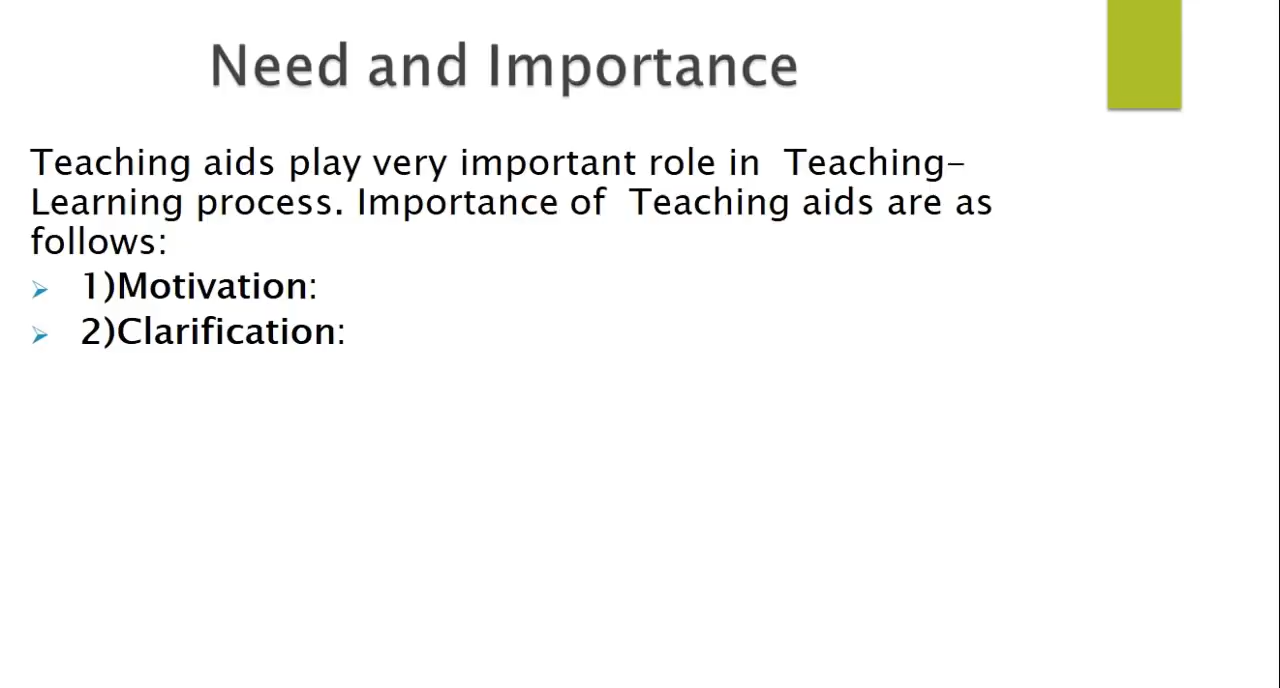 Need and Importance
Teaching aids play very important role in  Teaching-
Learning process. Importance of  Teaching aids are as
follows:
➢ 1)Motivation:
➢ 2)Clarification: